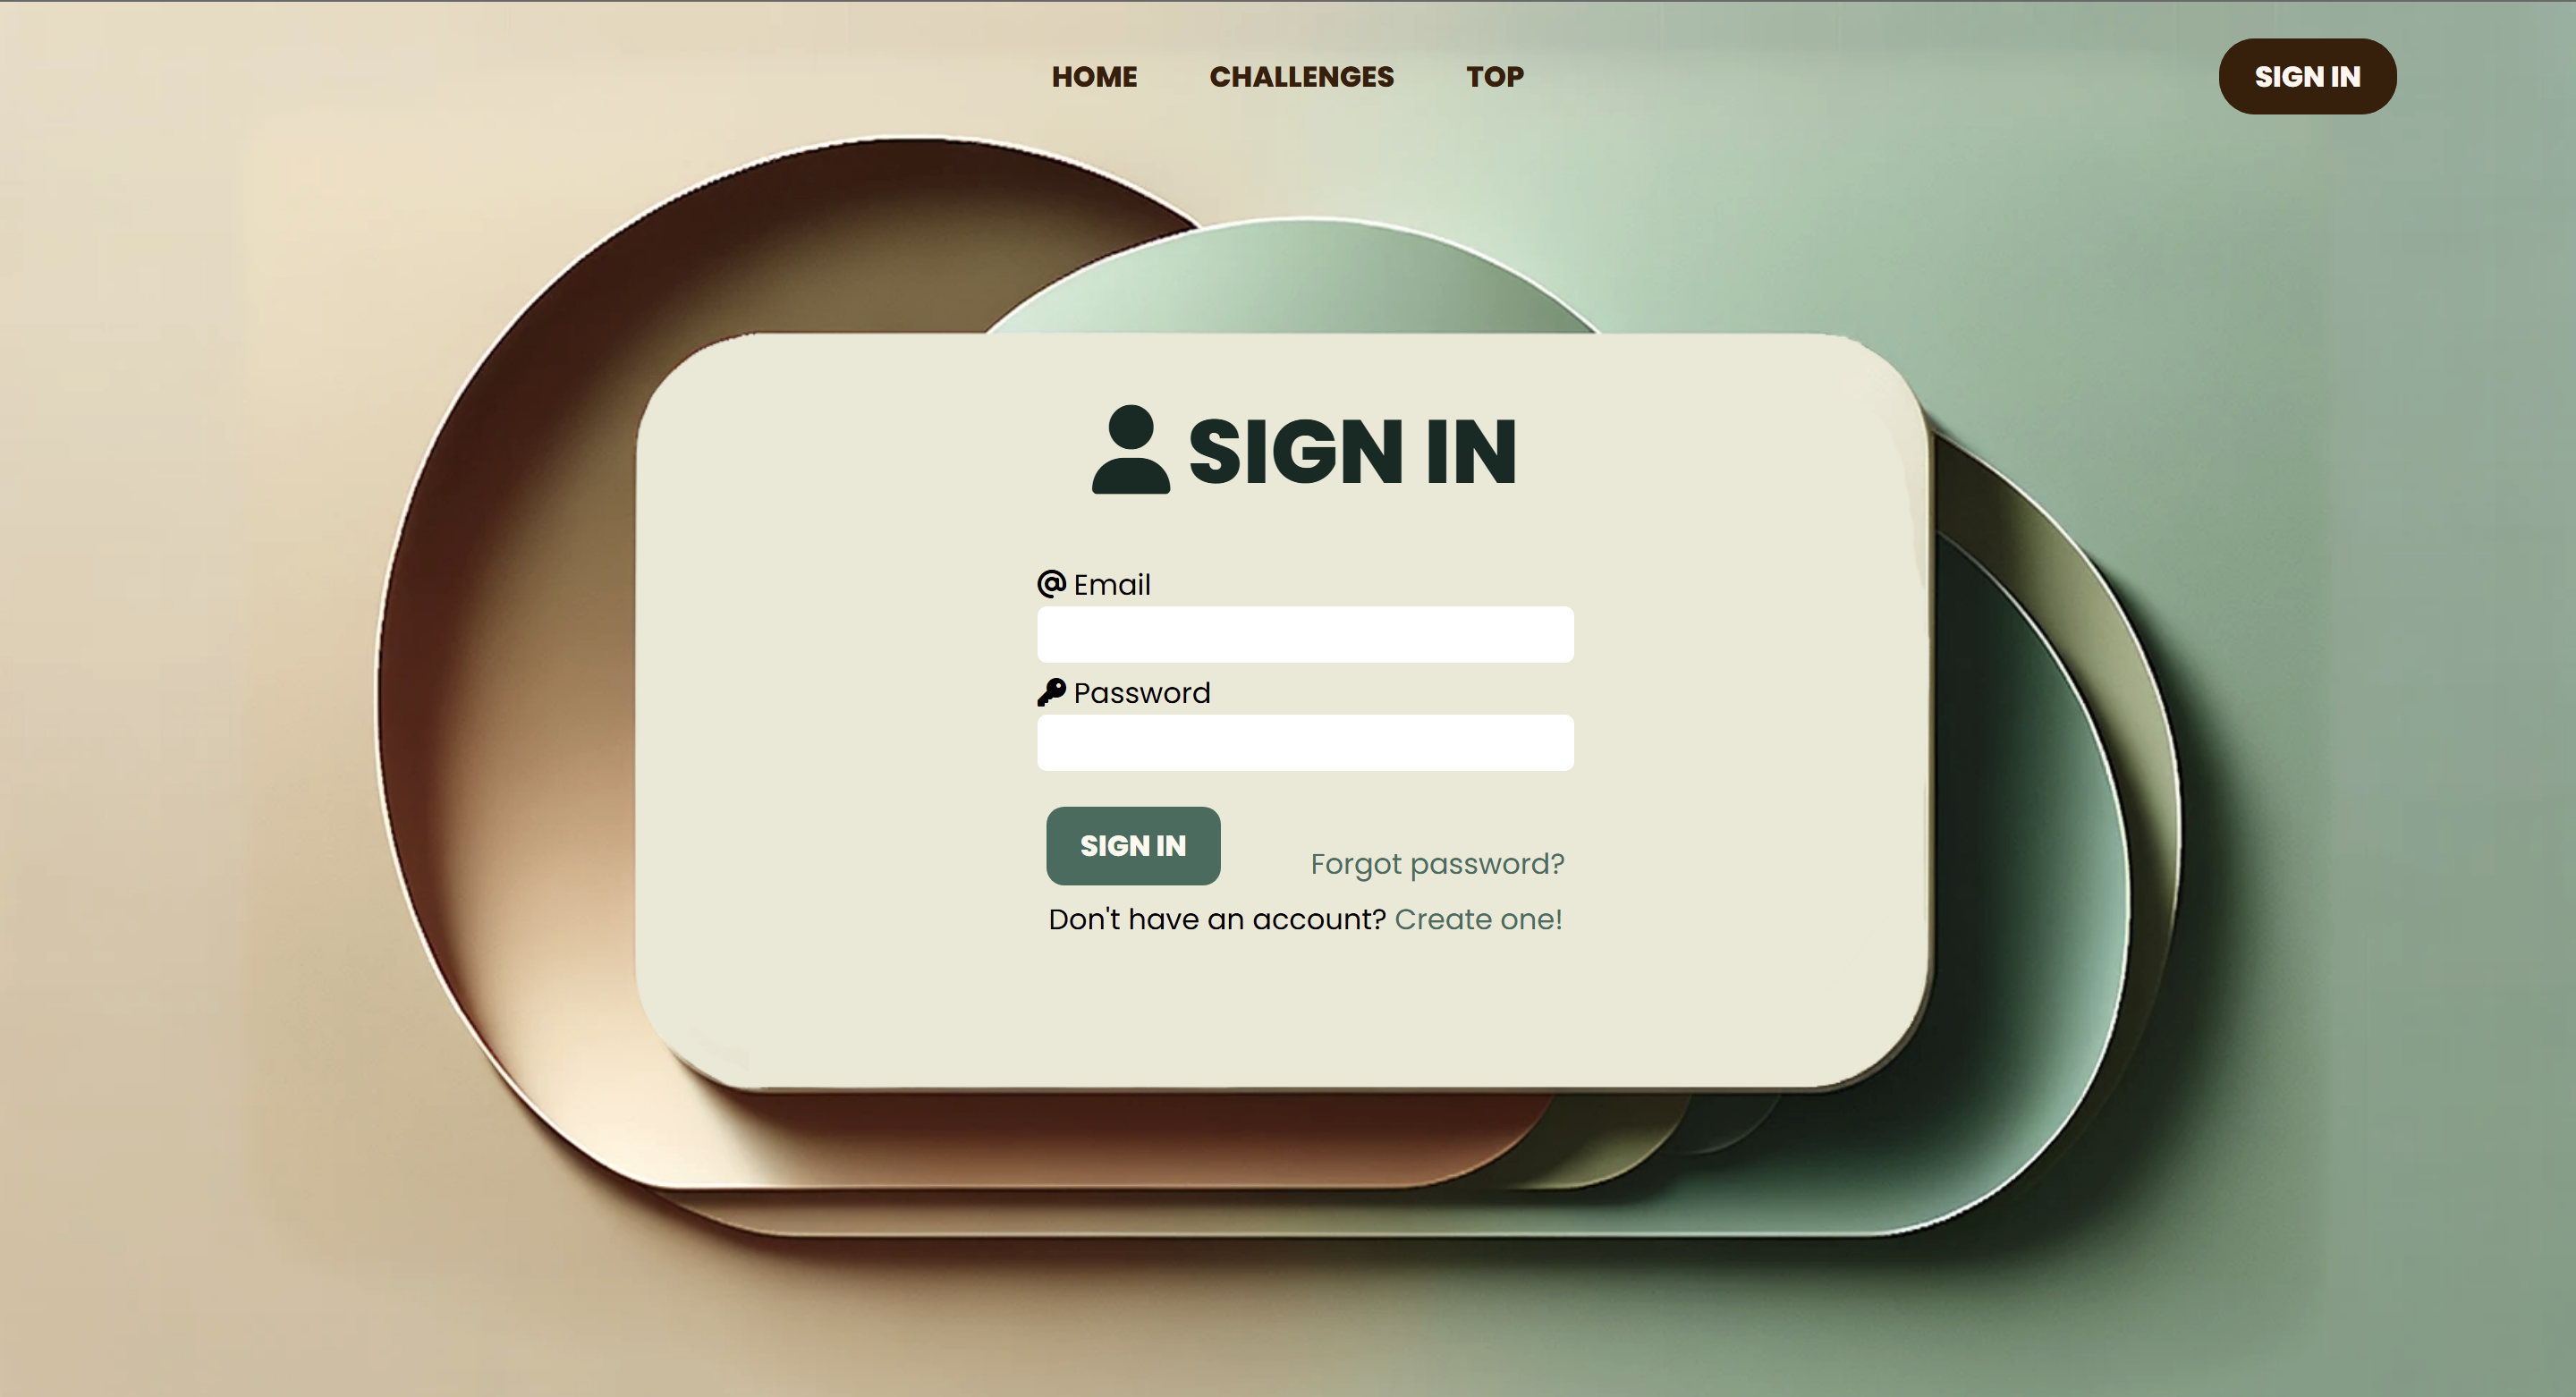 HOME CHALLENGES TOP SIGN IN
SIGN IN
Email
Password
SIGN IN
Forgot password?
Don't have an account? Create one!